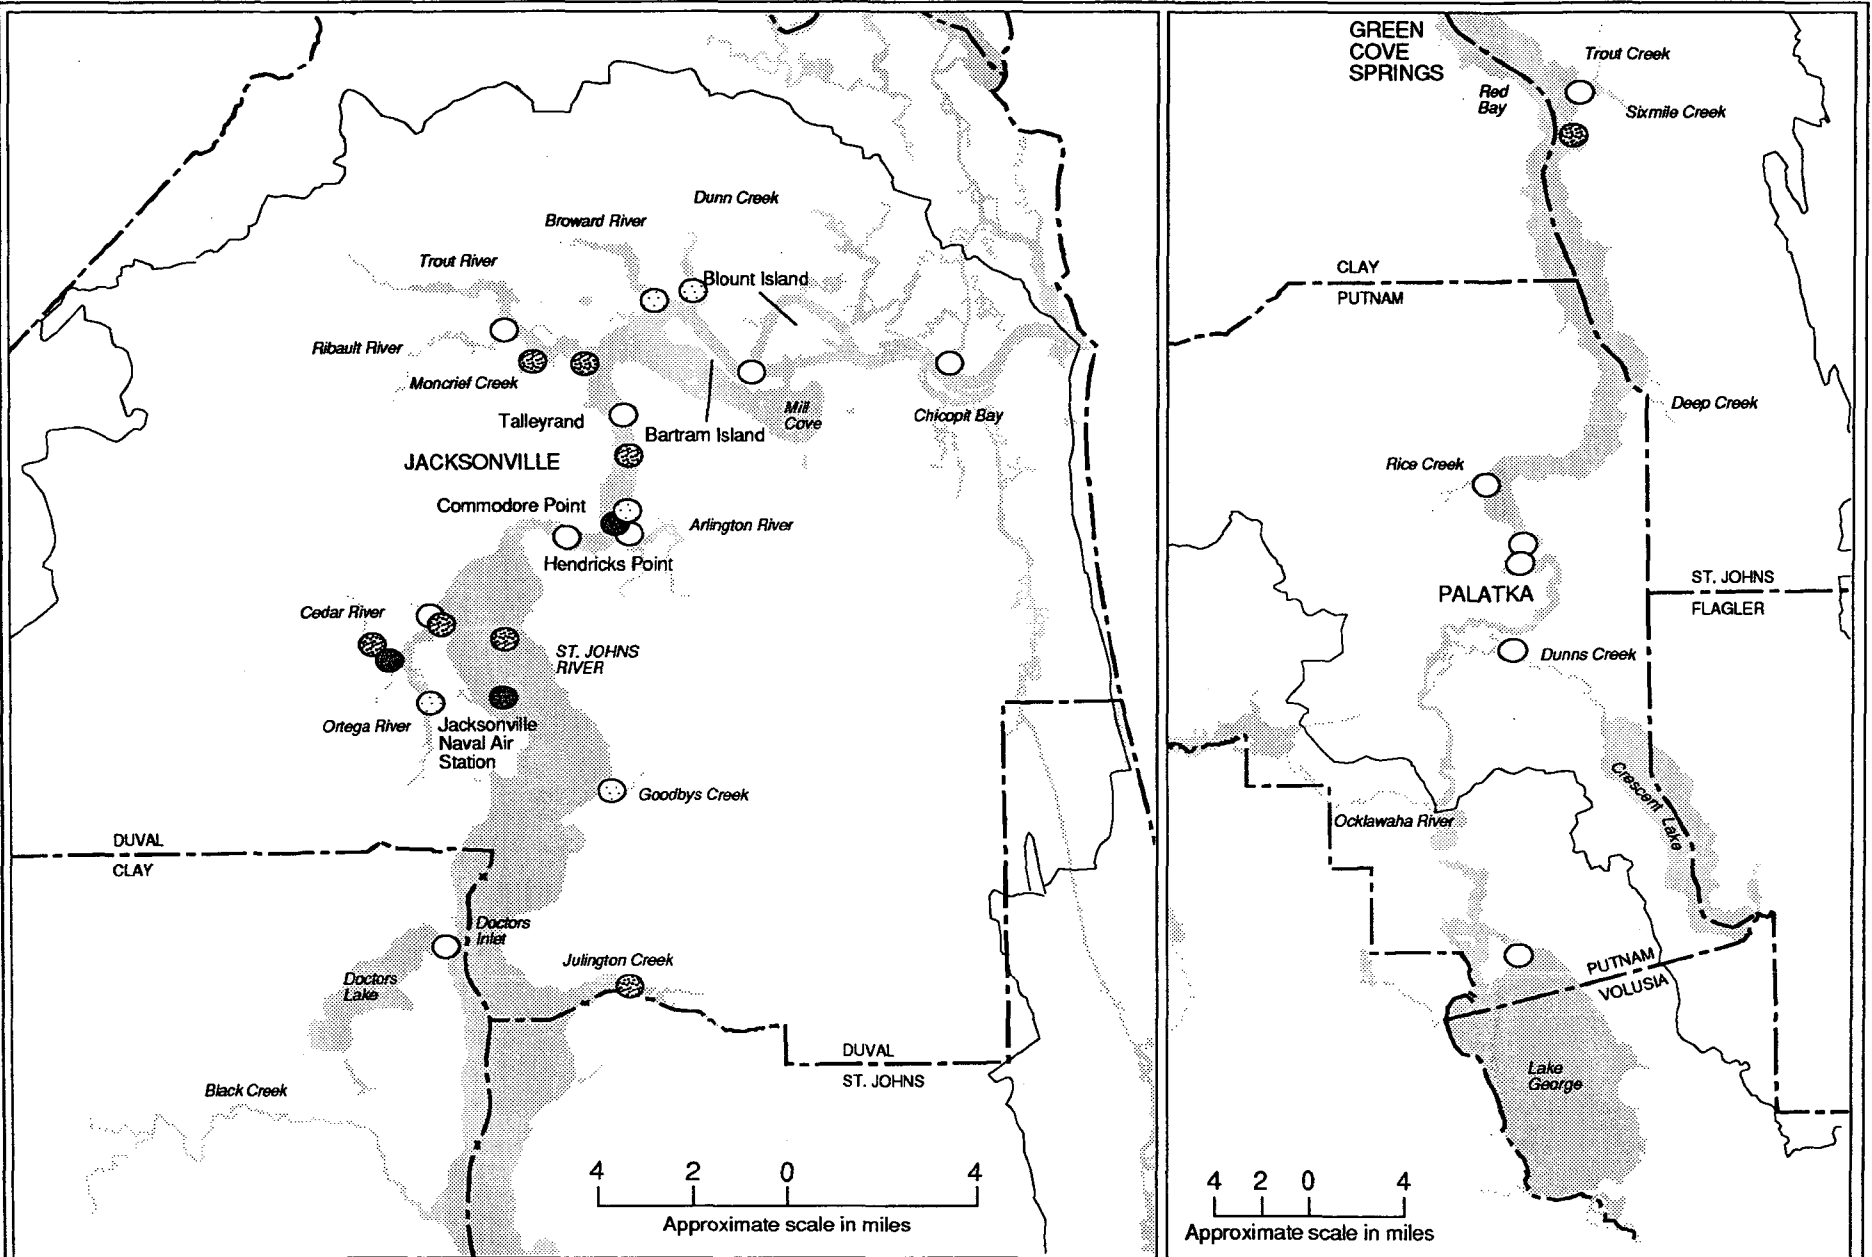 Dunn Creek
Broward River
Trout River
Blount Island
Ribault River
Moncrief Creek
Talleyrand
Bartram Island
Mill
Cove
Chicopit Bay
JACKSONVILLE
Commodore Point
Arlington River
Hendricks Point
Cedar River
ST. JOHNS
RIVER
Ortega River
Jacksonville
Naval Air
Station
Goodbys Creek
DUVAL
CLAY
Doctors
Inlet
Julington Creek
Doctors
Lake
DUVAL
ST. JOHNS
Black Creek
4 2 0 4
Approximate scale in miles
GREEN
COVE
SPRINGS
Trout Creek
Red
Bay
Sixmile Creek
CLAY
PUTNAM
Deep Creek
Rice Creek
ST. JOHNS
FLAGLER
PALATKA
Dunns Creek
Crescent Lake
Ocklawaha River
PUTNAM
VOLUSIA
Lake
George
4 2 0 4
Approximate scale in miles